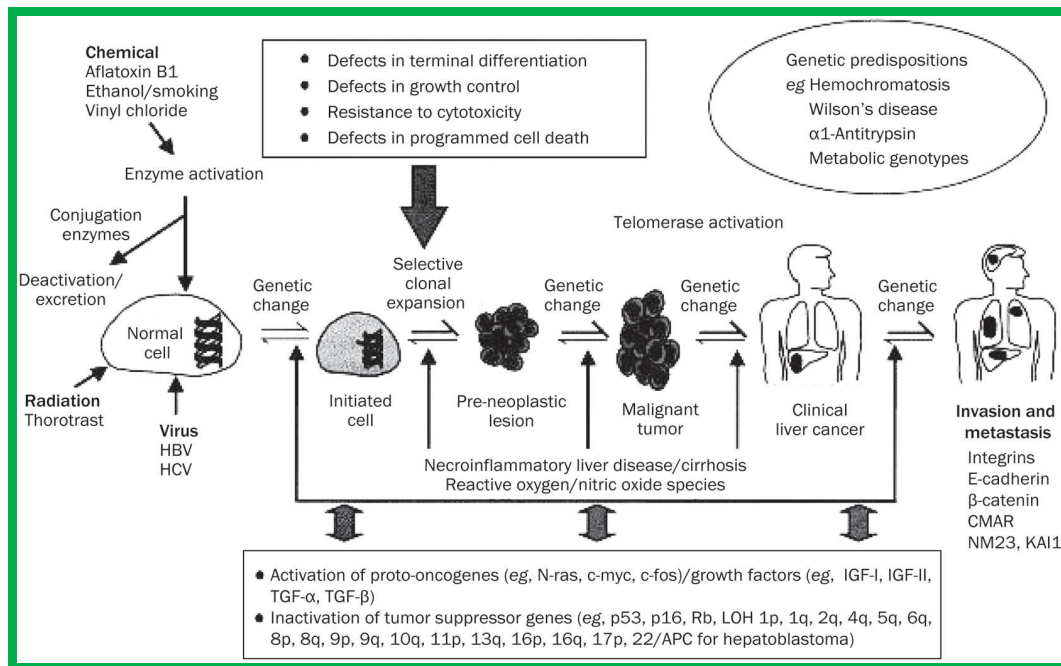 Chemical
Aflatoxin B1
Ethanol/smoking
Vinyl chloride
Enzyme activation
Conjugation
enzymes
Deactivation/
excretion
Normal
cell
Radiation
Thorotrast
Virus
HBV
HCV
Defects in terminal differentiation
Defects in growth control
Resistance to cytotoxicity
Defects in programmed cell death
Genetic predispositions
eg Hemochromatosis
Wilson's disease
α1-Antitrypsin
Metabolic genotypes
Genetic
change
Initiated
cell
Selective
clonal
expansion
Pre-neoplastic
lesion
Genetic
change
Malignant
tumor
Telomerase activation
Genetic
change
Clinical
liver cancer
Genetic
change
Invasion and
metastasis
Integrins
E-cadherin
β-catenin
CMAR
NM23, KAI1
Necroinflammatory liver disease/cirrhosis
Reactive oxygen/nitric oxide species
Activation of proto-oncogenes (eg, N-ras, c-myc, c-fos)/growth factors (eg, IGF-I, IGF-II,
TGF-α, TGF-β)
Inactivation of tumor suppressor genes (eg, p53, p16, Rb, LOH 1p, 1q, 2q, 4q, 5q, 6q,
8p, 8q, 9p, 9q, 10q, 11p, 13q, 16p, 16q, 17p, 22/APC for hepatoblastoma)